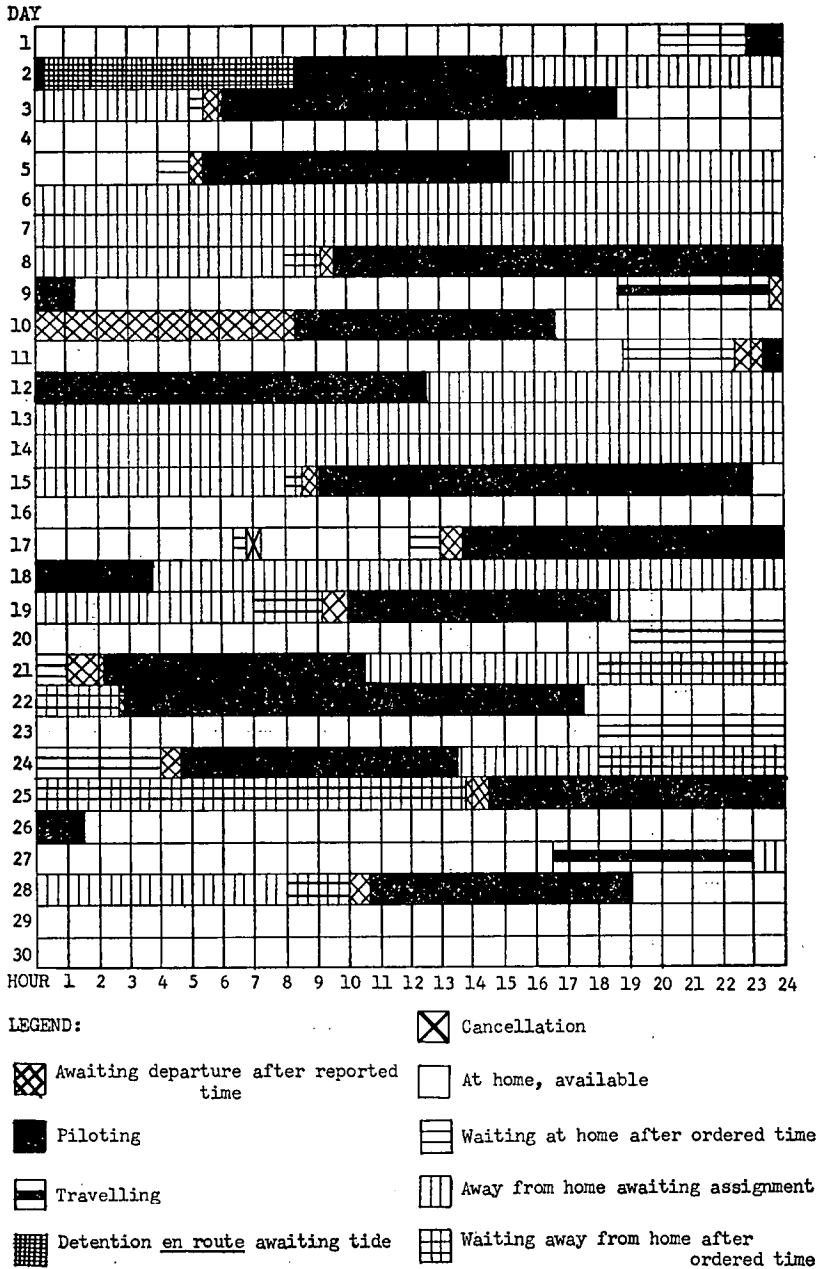 DAY
1
2
3
4
5
6
7
8
9
10
11
12
13
14
15
16
17
18
19
20
21
22
23
24
25
26
27
28
29
30
HOUR 1 2 3 4 5 6 7 8 9 10 11 12 13 14 15 16 17 18 19 20 21 22 23 24
LEGEND:
Awaiting departure after reported
time
Piloting
Travelling
Detention en route awaiting tide
Cancellation
At home, available
Waiting at home after ordered time
Away from home awaiting assignment
Waiting away from home after
ordered time